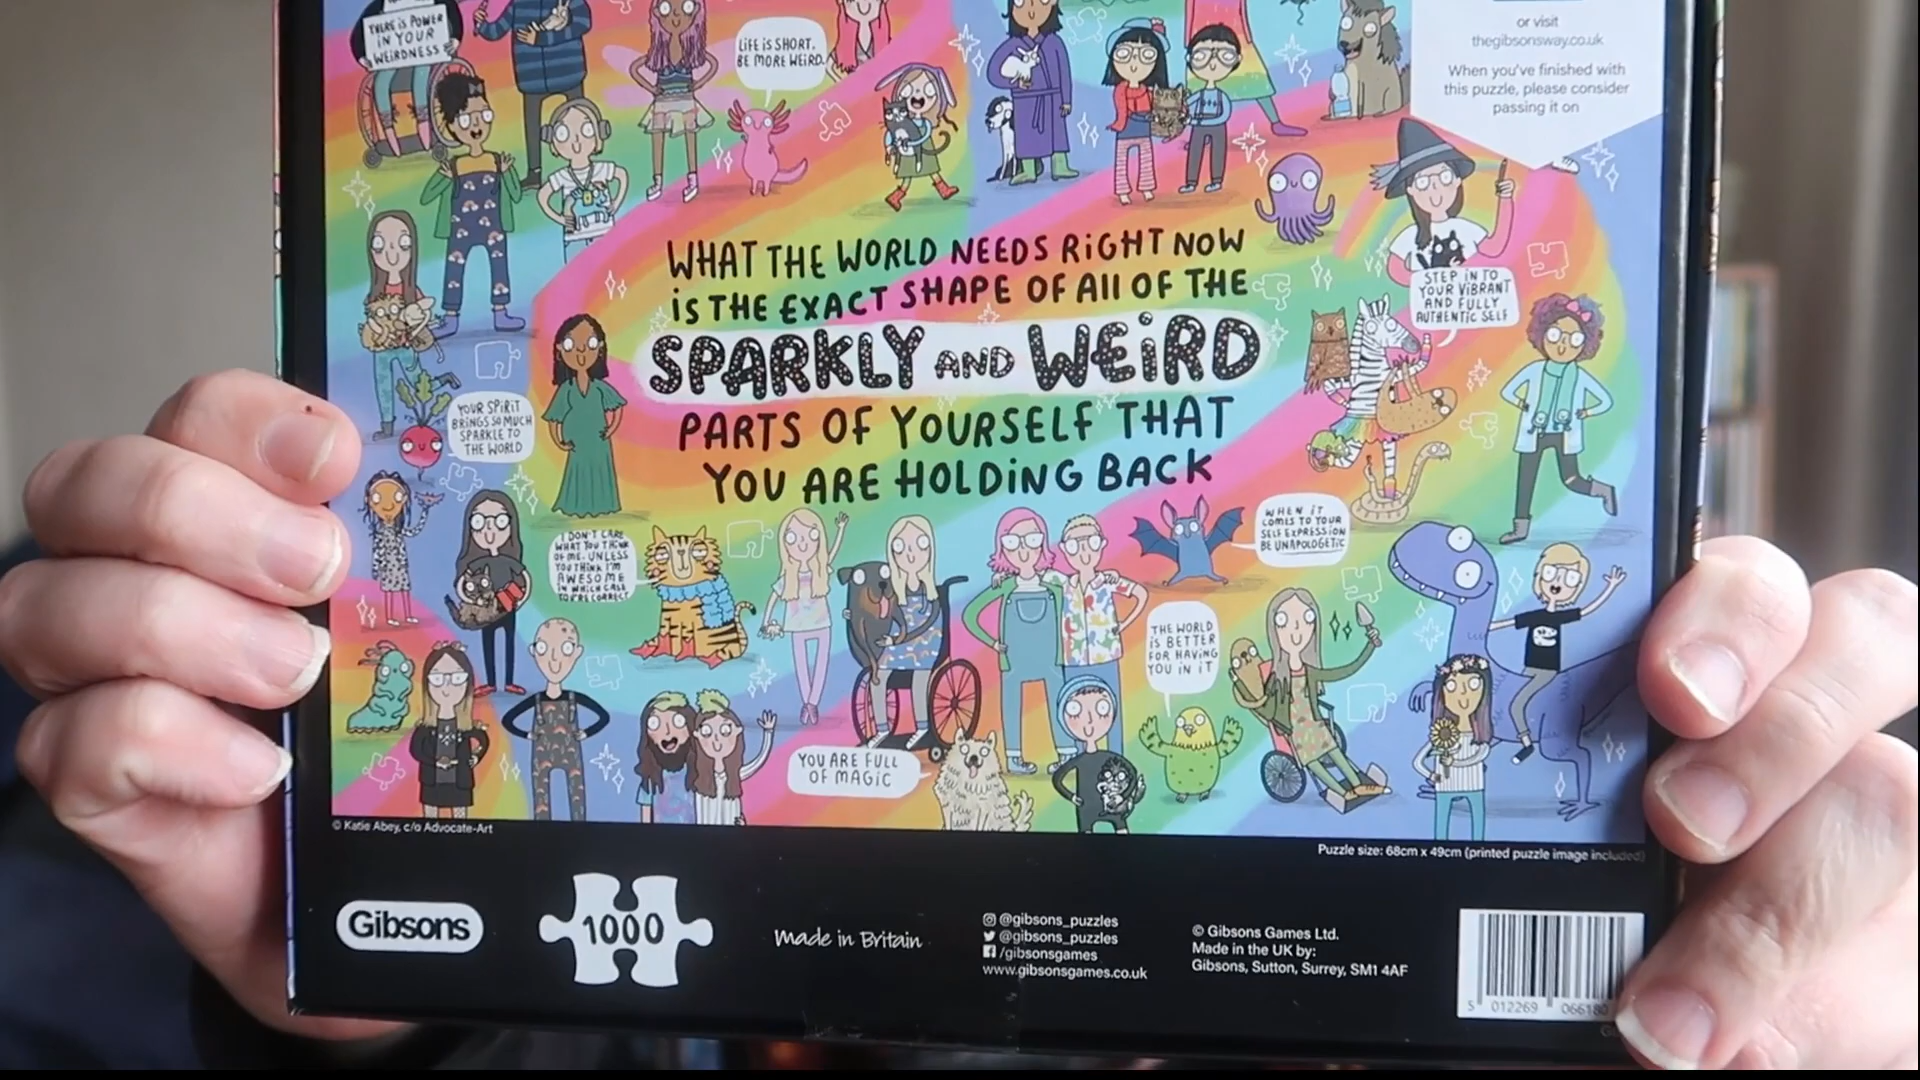 THERE IS POWER
IN YOUR
WEIRDNESS
LIFE IS SHORT.
BE MORE WEIRD.
or visit
thegibsonsway.co.uk
When you've finished with
this puzzle, please consider
passing it on
WHAT THE WORLD NEEDS RIGHT NOW
IS THE EXACT SHAPE OF All OF THE
SPARKLY AND WEIRD
PARTS OF YOURSELF THAT
YOU ARE HOLDING BACK
STEP IN TO
YOUR VIBRANT
AND FULLY
AUTHENTIC SELF
YOUR SPIRIT
BRINGS SO MUCH
SPARKLE TO
THE WORLD
I DON'T CARE
WHAT YOU THINK
OF ME. UNLESS
YOU THINK I'M
AWESOME
IN WHICH CASE
YOU'RE CORRECT
WHEN IT
COMES TO YOUR
SELF EXPRESSION
BE UNAPOLOGETIC
THE WORLD
IS BETTER
FOR HAVING
YOU IN IT
YOU ARE FULL
OF MAGIC
© Katie Abey, c/o Advocate-Art
Puzzle size: 68cm x 49cm (printed puzzle image included)
Gibsons
1000
Made in Britain
@gibsons_puzzles
@gibsons_puzzles
/gibsonsgames
www.gibsonsgames.co.uk
© Gibsons Games Ltd.
Made in the UK by:
Gibsons, Sutton, Surrey, SM1 4AF
5 012269 066180